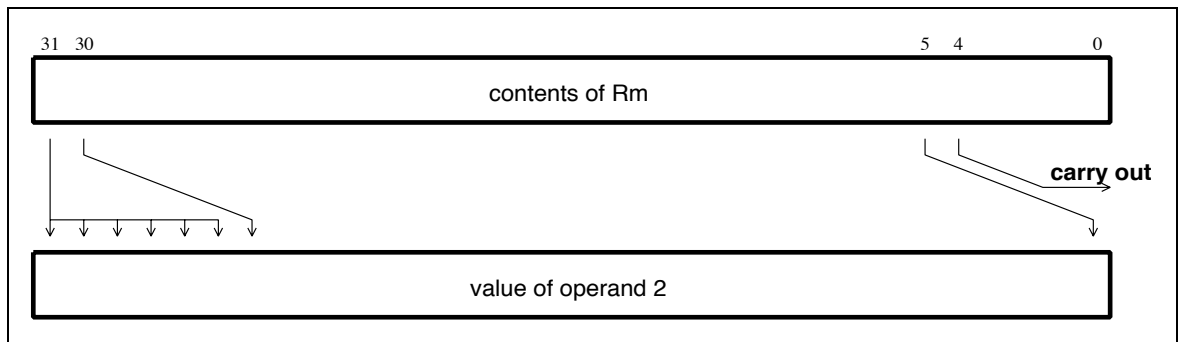 31 30 5 4 0
contents of Rm
carry out
value of operand 2